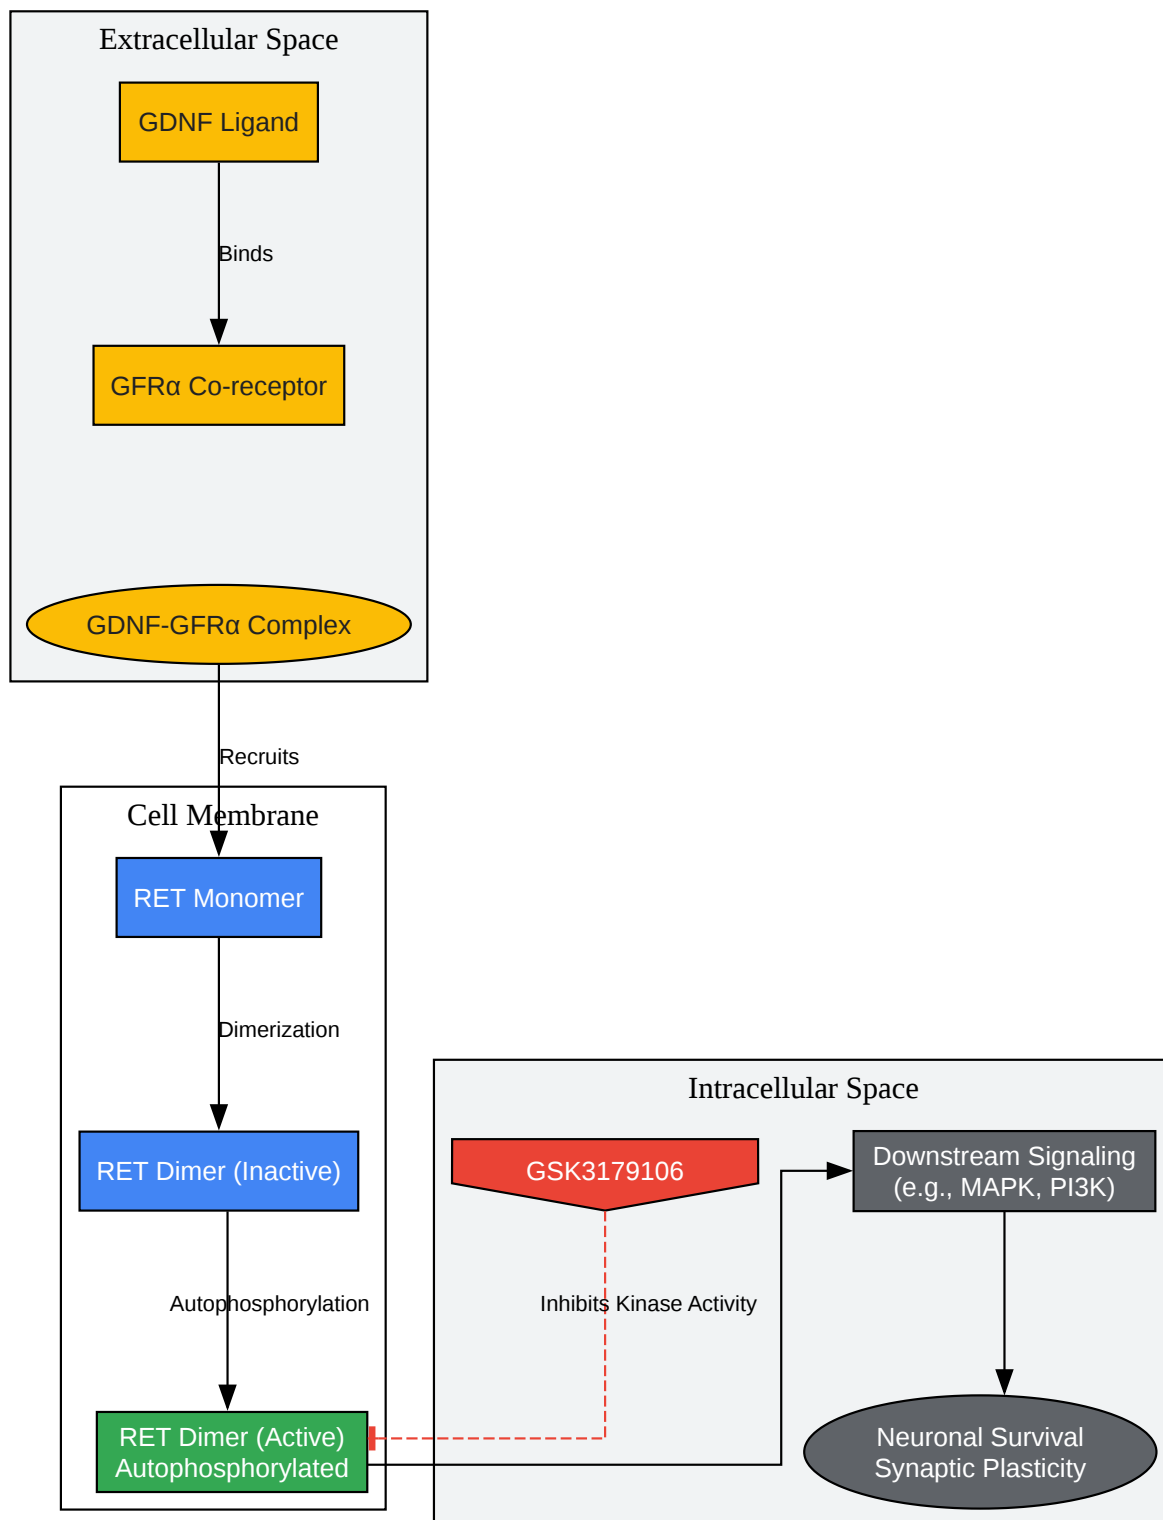 Extracellular Space
GDNF Ligand
Binds
GFRα Co-receptor
GDNF-GFRα Complex
Recruits
Cell Membrane
RET Monomer
Dimerization
RET Dimer (Inactive)
Autophosphorylation
RET Dimer (Active)
Autophosphorylated
Intracellular Space
GSK3179106
Inhibits Kinase Activity
Downstream Signaling
(e.g., MAPK, PI3K)
Neuronal Survival
Synaptic Plasticity